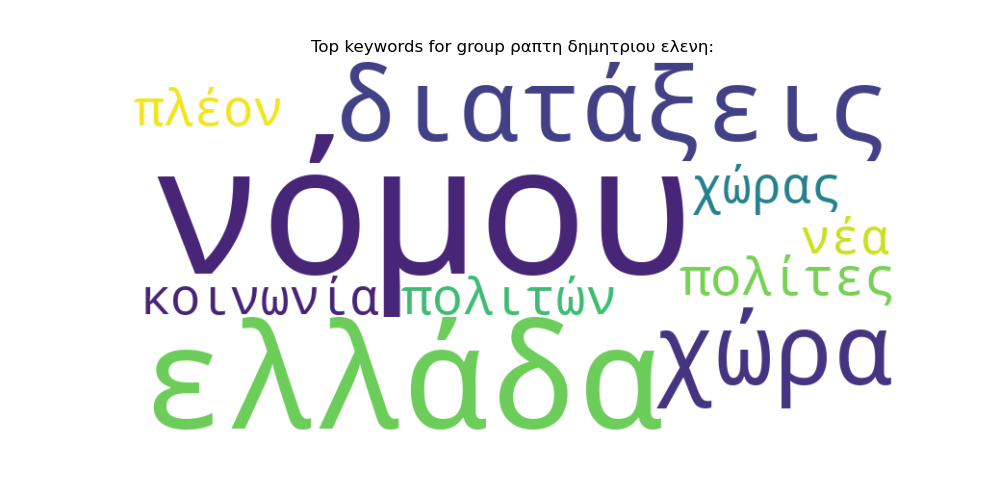 Top keywords for group ραπτη δημητριου ελενη:
πλέον διατάξεις
νόμου χώρας
νέα
κοινωνία πολιτών πολίτες
ελλάδα χώρα